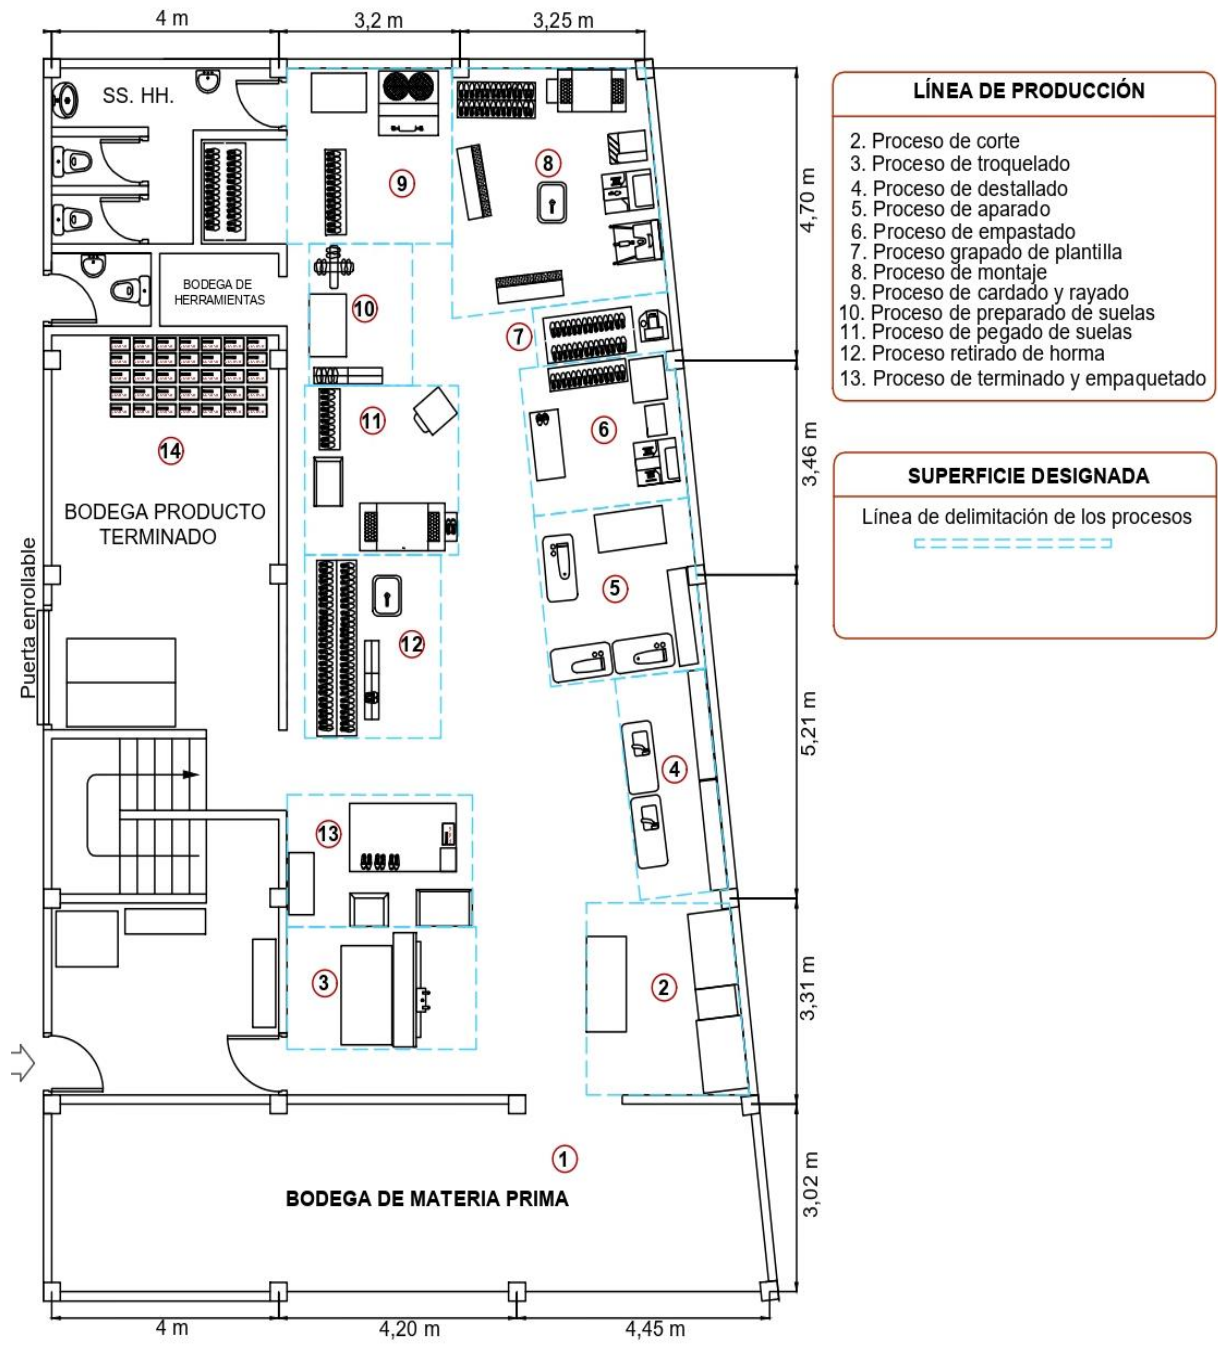 4 m
3,2 m
3,25 m
SS. HH.
9
8
4,70 m
BODEGA DE
HERRAMIENTAS
10
7
11
6
3,46 m
14
BODEGA PRODUCTO
TERMINADO
Puerta enrollable
5
12
5,21 m
4
13
3
2
3,31 m
1
BODEGA DE MATERIA PRIMA
3,02 m
4 m
4,20 m
4,45 m
LÍNEA DE PRODUCCIÓN
2. Proceso de corte
3. Proceso de troquelado
4. Proceso de destallado
5. Proceso de aparado
6. Proceso de empastado
7. Proceso grapado de plantilla
8. Proceso de montaje
9. Proceso de cardado y rayado
10. Proceso de preparado de suelas
11. Proceso de pegado de suelas
12. Proceso retirado de horma
13. Proceso de terminado y empaquetado
SUPERFICIE DESIGNADA
Línea de delimitación de los procesos